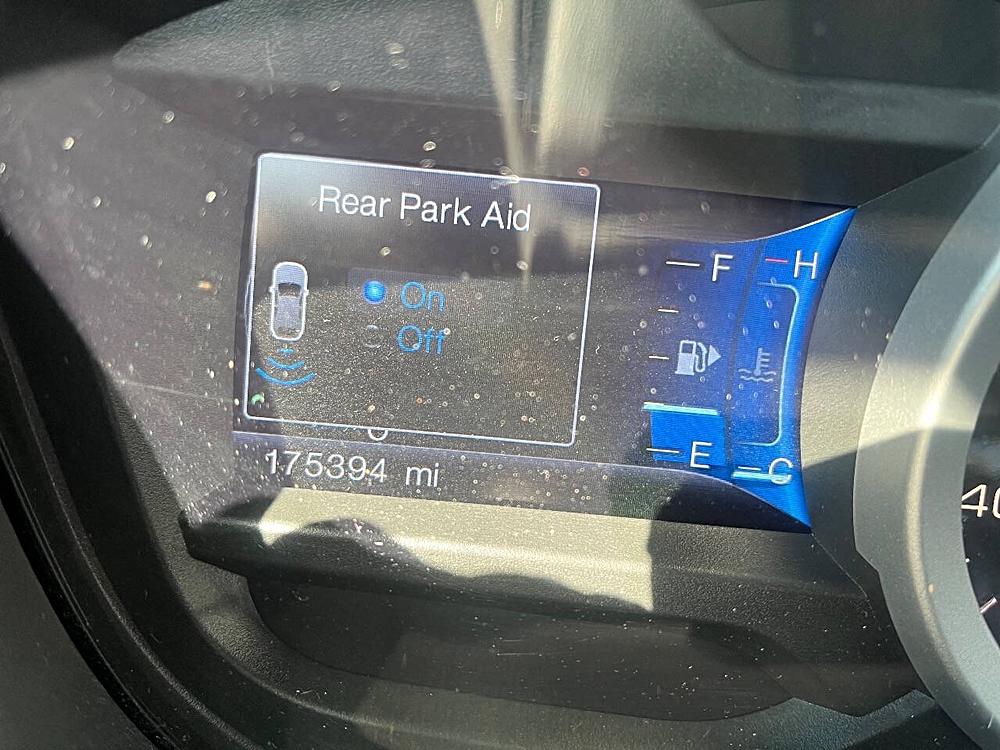 Rear Park Aid
On
Off
175394 mi
F
E
H
C